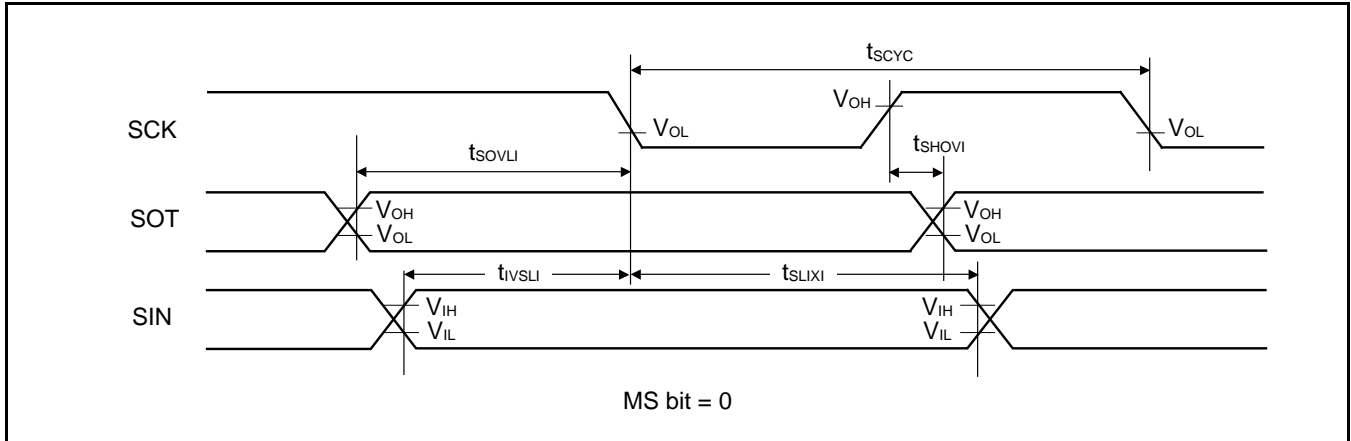 tSCYC
SCK
VOH
VOL
VOL
tSOVLI
tSHOVI
SOT
VOH
VOL
VOH
VOL
tIVSLI
tSLIXI
SIN
VIH
VIL
VIH
VIL
MS bit = 0